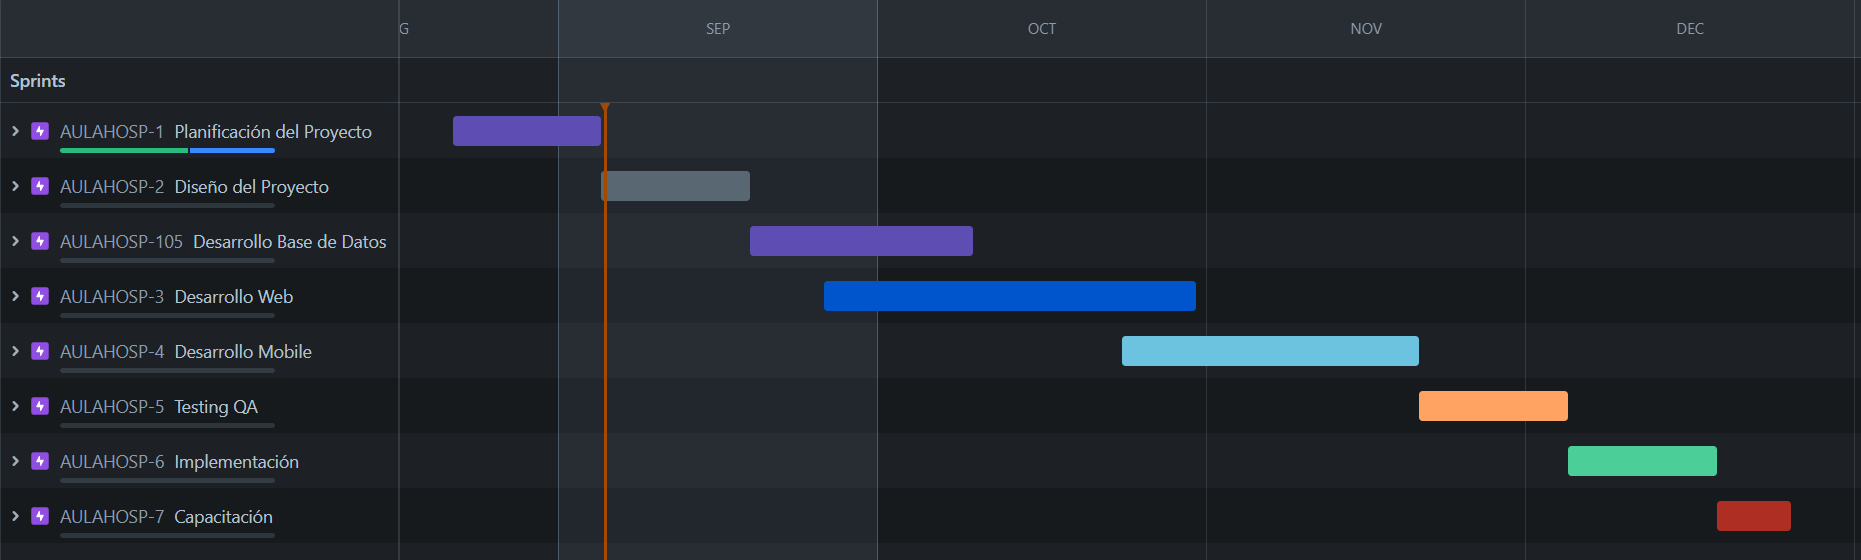 G SEP OCT NOV DEC
Sprints
AULAHOSP-1 Planificación del Proyecto
AULAHOSP-2 Diseño del Proyecto
AULAHOSP-105 Desarrollo Base de Datos
AULAHOSP-3 Desarrollo Web
AULAHOSP-4 Desarrollo Mobile
AULAHOSP-5 Testing QA
AULAHOSP-6 Implementación
AULAHOSP-7 Capacitación